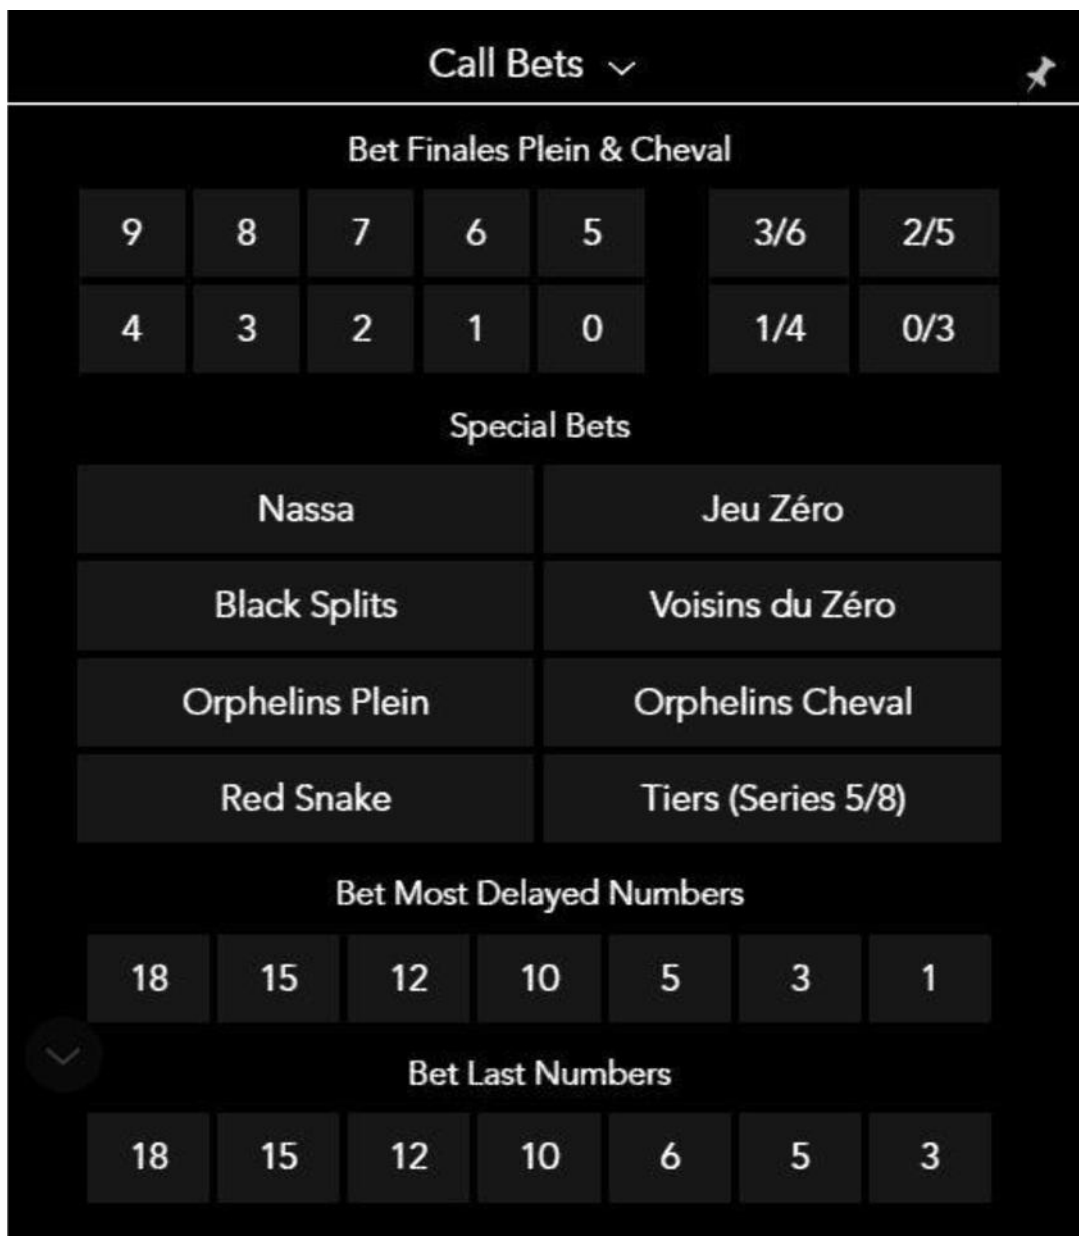 Call Bets
Bet Finales Plein & Cheval
9 8 7 6 5 3/6 2/5
4 3 2 1 0 1/4 0/3
Special Bets
Nassa Jeu Zéro
Black Splits Voisins du Zéro
Orphelins Plein Orphelins Cheval
Red Snake Tiers (Series 5/8)
Bet Most Delayed Numbers
18 15 12 10 5 3 1
Bet Last Numbers
18 15 12 10 6 5 3